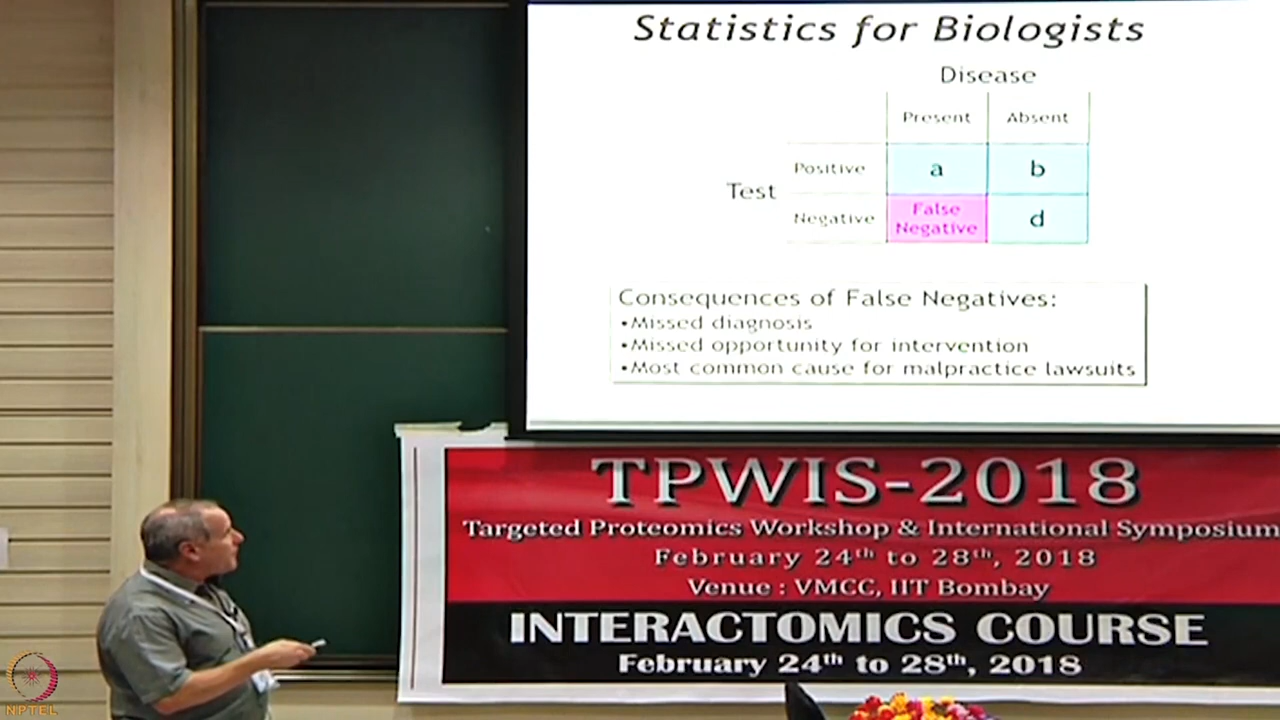 Statistics for Biologists
Disease
Present Absent
Positive a b
Test
Negative False Negative d
Consequences of False Negatives:
•Missed diagnosis
•Missed opportunity for intervention
•Most common cause for malpractice lawsuits
TPWIS-2018
Targeted Proteomics Workshop & International Symposium
February 24th to 28th, 2018
Venue : VMCC, IIT Bombay
INTERACTOMICS COURSE
February 24th to 28th, 2018
NPTEL